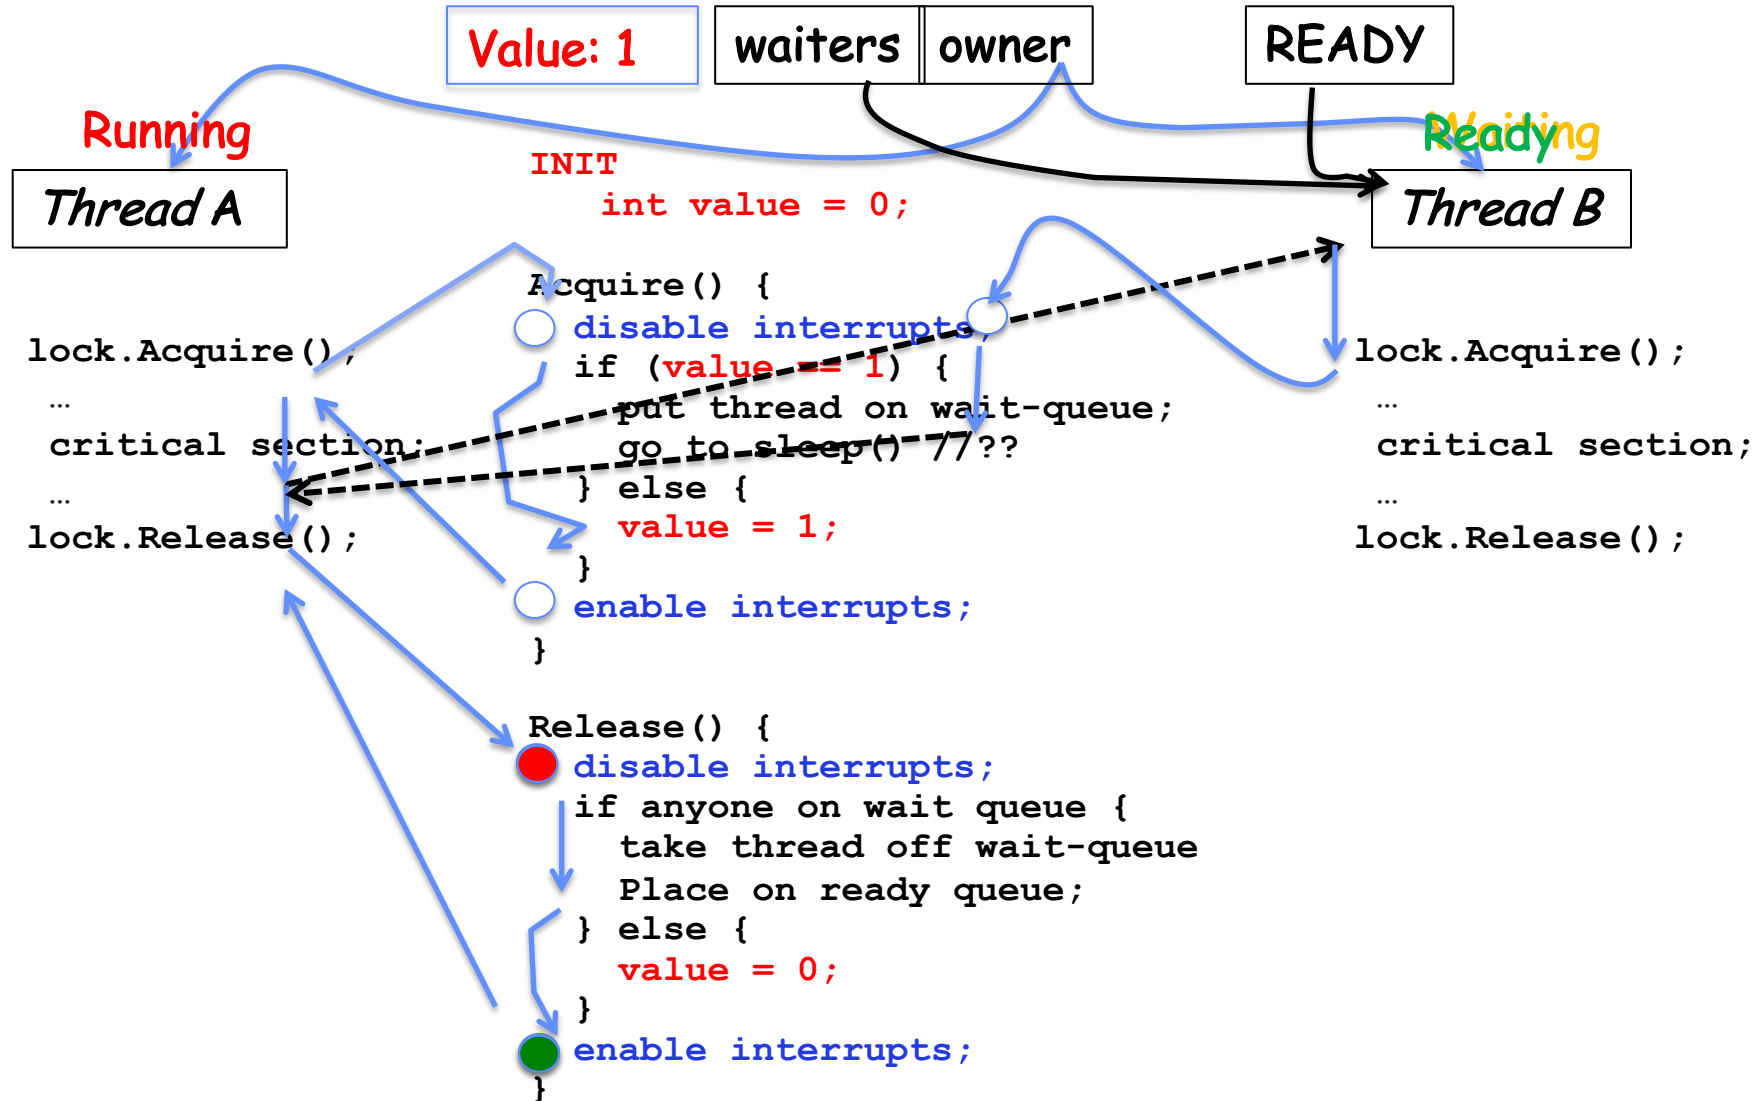 Value: 1
waiters
owner
READY
Running
Ready
Waiting
Thread A
Thread B
INIT
int value = 0;
Acquire() {
disable interrupts;
if (value == 1) {
put thread on wait-queue;
go to sleep() //??
} else {
value = 1;
}
enable interrupts;
}
lock.Acquire();
…
critical section;
…
lock.Release();
lock.Acquire();
…
critical section;
…
lock.Release();
Release() {
disable interrupts;
if anyone on wait queue {
take thread off wait-queue
Place on ready queue;
} else {
value = 0;
}
enable interrupts;
}